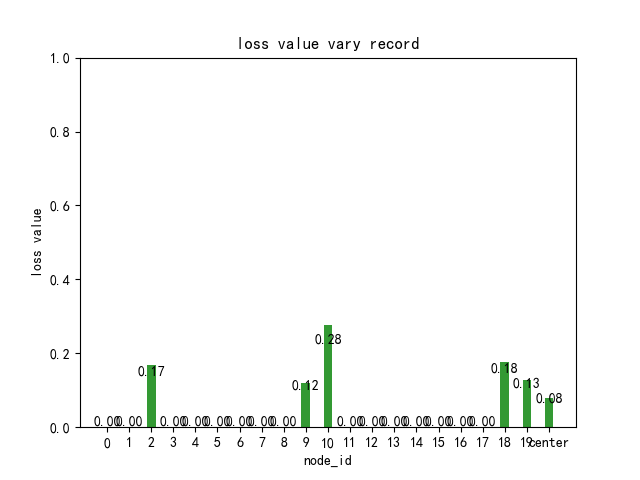 loss value vary record
1.0
0.8
0.6
0.4
0.2
0.0
loss value
0.00 0.00 0.17 0.00 0.00 0.00 0.00 0.00 0.00 0.12 0.28 0.00 0.00 0.00 0.00 0.00 0.00 0.00 0.18 0.13 0.08
0 1 2 3 4 5 6 7 8 9 10 11 12 13 14 15 16 17 18 19 center
node_id